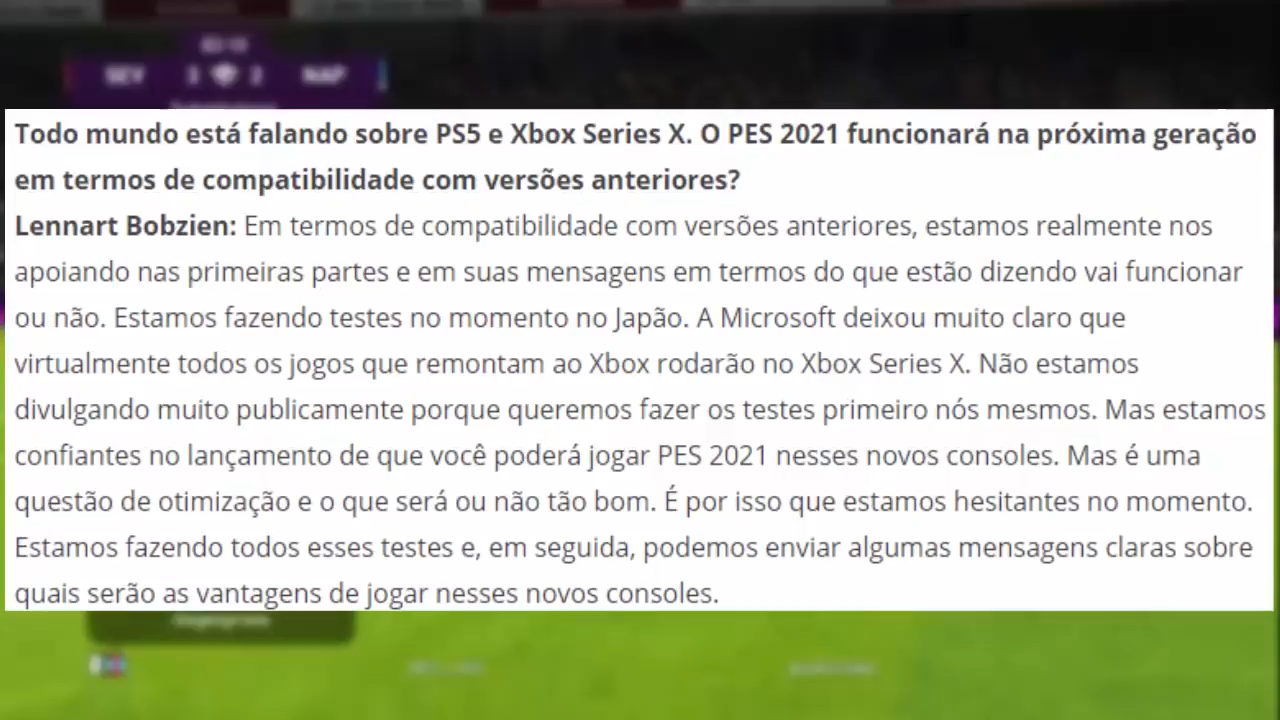 SEV 3 2 NAP
Todo mundo está falando sobre PS5 e Xbox Series X. O PES 2021 funcionará na próxima geração
em termos de compatibilidade com versões anteriores?
Lennart Bobzien: Em termos de compatibilidade com versões anteriores, estamos realmente nos
apoiando nas primeiras partes e em suas mensagens em termos do que estão dizendo vai funcionar
ou não. Estamos fazendo testes no momento no Japão. A Microsoft deixou muito claro que
virtualmente todos os jogos que remontam ao Xbox rodarão no Xbox Series X. Não estamos
divulgando muito publicamente porque queremos fazer os testes primeiro nós mesmos. Mas estamos
confiantes no lançamento de que você poderá jogar PES 2021 nesses novos consoles. Mas é uma
questão de otimização e o que será ou não tão bom. É por isso que estamos hesitantes no momento.
Estamos fazendo todos esses testes e, em seguida, podemos enviar algumas mensagens claras sobre
quais serão as vantagens de jogar nesses novos consoles.